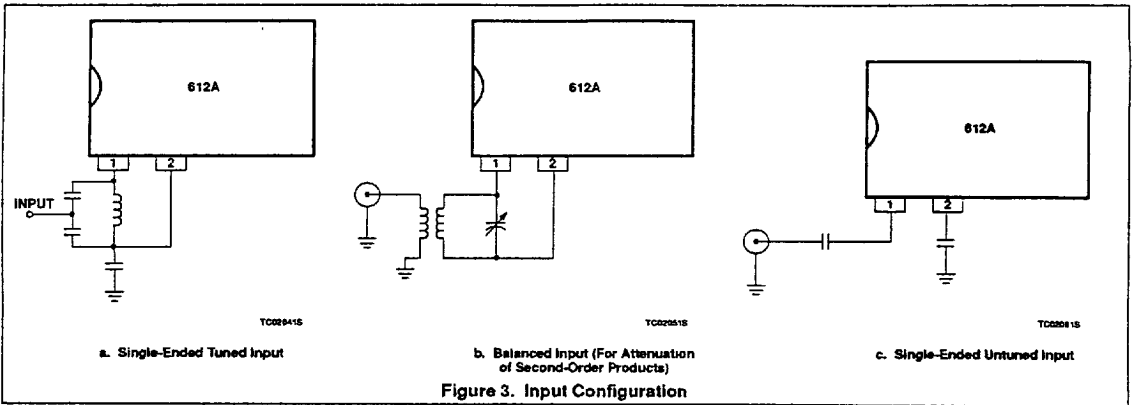 612A
1 2
INPUT
TC02041S
a. Single-Ended Tuned Input
612A
1 2
TC02051S
b. Balanced Input (For Attenuation
of Second-Order Products)
612A
1 2
c. Single-Ended Untuned Input
Figure 3. Input Configuration